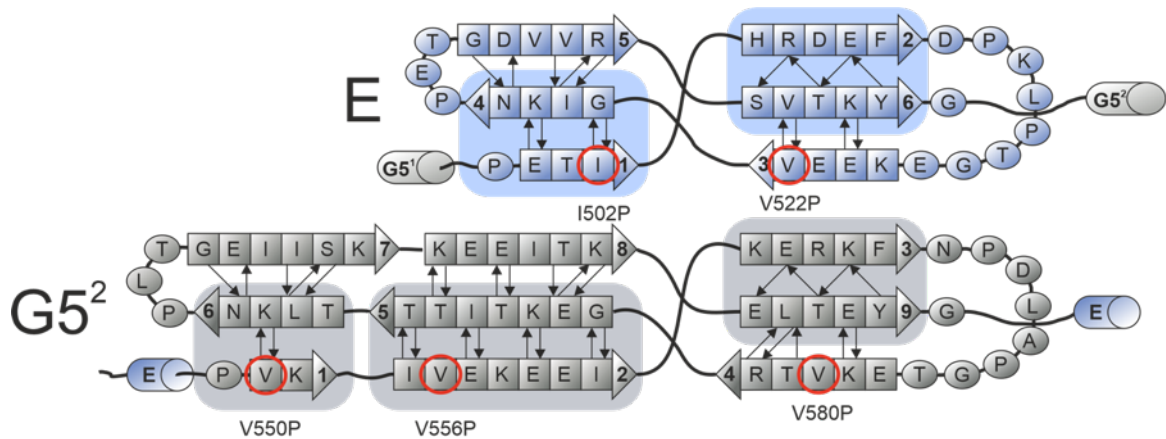 T G D V V R 5 H R D E F 2 D P K
E
E P 4 N K I G S V T K Y 6 G L G5²
G5¹ P E T I 1 3 V E E K E G T P
I502P V522P
T G E I I S K 7 K E E I T K 8 K E R K F 3 N P D
G5²
L P 6 N K L T 5 T T I T K E G E L T E Y 9 G L E
E P V K 1 I V E K E E I 2 4 R T V K E T G P A
V550P V556P V580P